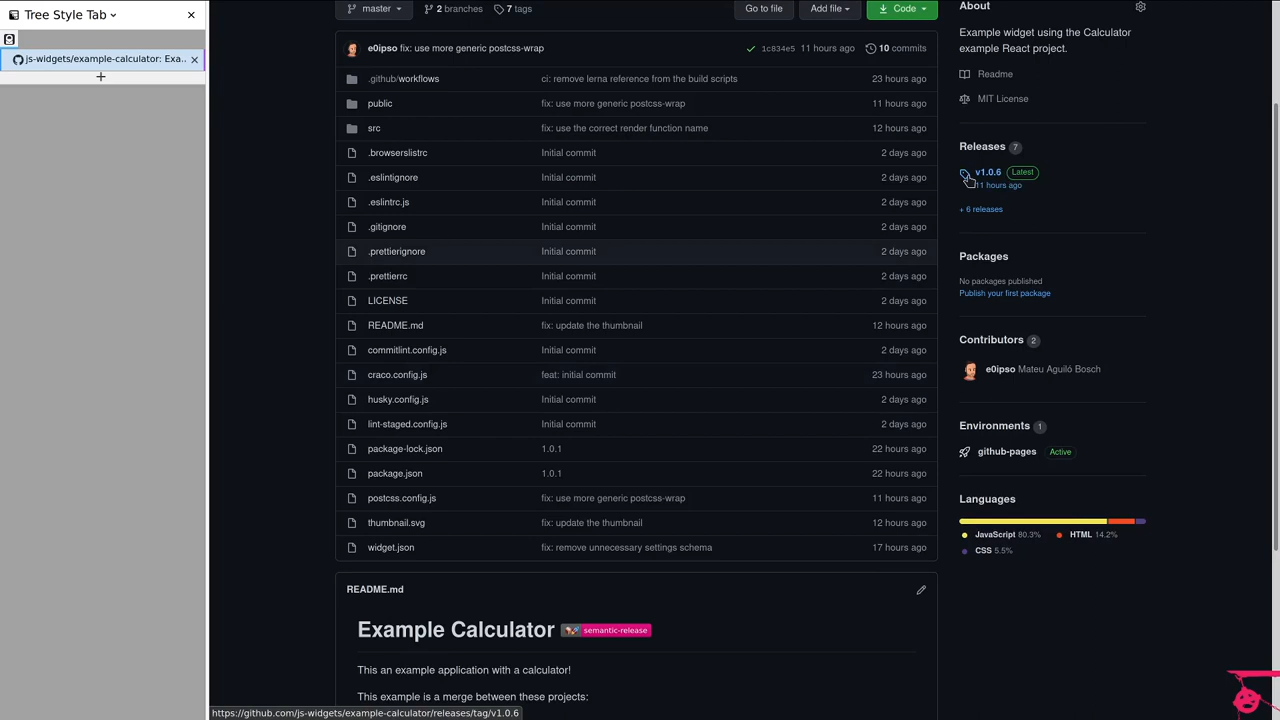 Tree Style Tab
js-widgets/example-calculator: Exa..
master
2 branches
7 tags
Go to file
Add file
Code
e0ipso fix: use more generic postcss-wrap
1c834e5 11 hours ago
10 commits
.github/workflows ci: remove lerna reference from the build scripts 23 hours ago
public fix: use more generic postcss-wrap 11 hours ago
src fix: use the correct render function name 12 hours ago
.browserslistrc Initial commit 2 days ago
.eslintignore Initial commit 2 days ago
.eslintrc.js Initial commit 2 days ago
.gitignore Initial commit 2 days ago
.prettierignore Initial commit 2 days ago
.prettierrc Initial commit 2 days ago
LICENSE Initial commit 2 days ago
README.md fix: update the thumbnail 12 hours ago
commitlint.config.js Initial commit 2 days ago
craco.config.js feat: initial commit 23 hours ago
husky.config.js Initial commit 2 days ago
lint-staged.config.js Initial commit 2 days ago
package-lock.json 1.0.1 22 hours ago
package.json 1.0.1 22 hours ago
postcss.config.js fix: use more generic postcss-wrap 11 hours ago
thumbnail.svg fix: update the thumbnail 12 hours ago
widget.json fix: remove unnecessary settings schema 17 hours ago
README.md
Example Calculator semantic-release
This an example application with a calculator!
This example is a merge between these projects:
About
Example widget using the Calculator
example React project.
Readme
MIT License
Releases 7
v1.0.6 Latest
11 hours ago
+ 6 releases
Packages
No packages published
Publish your first package
Contributors 2
e0ipso Mateu Aguiló Bosch
Environments 1
github-pages Active
Languages
JavaScript 80.3% HTML 14.2%
CSS 5.5%
https://github.com/js-widgets/example-calculator/releases/tag/v1.0.6